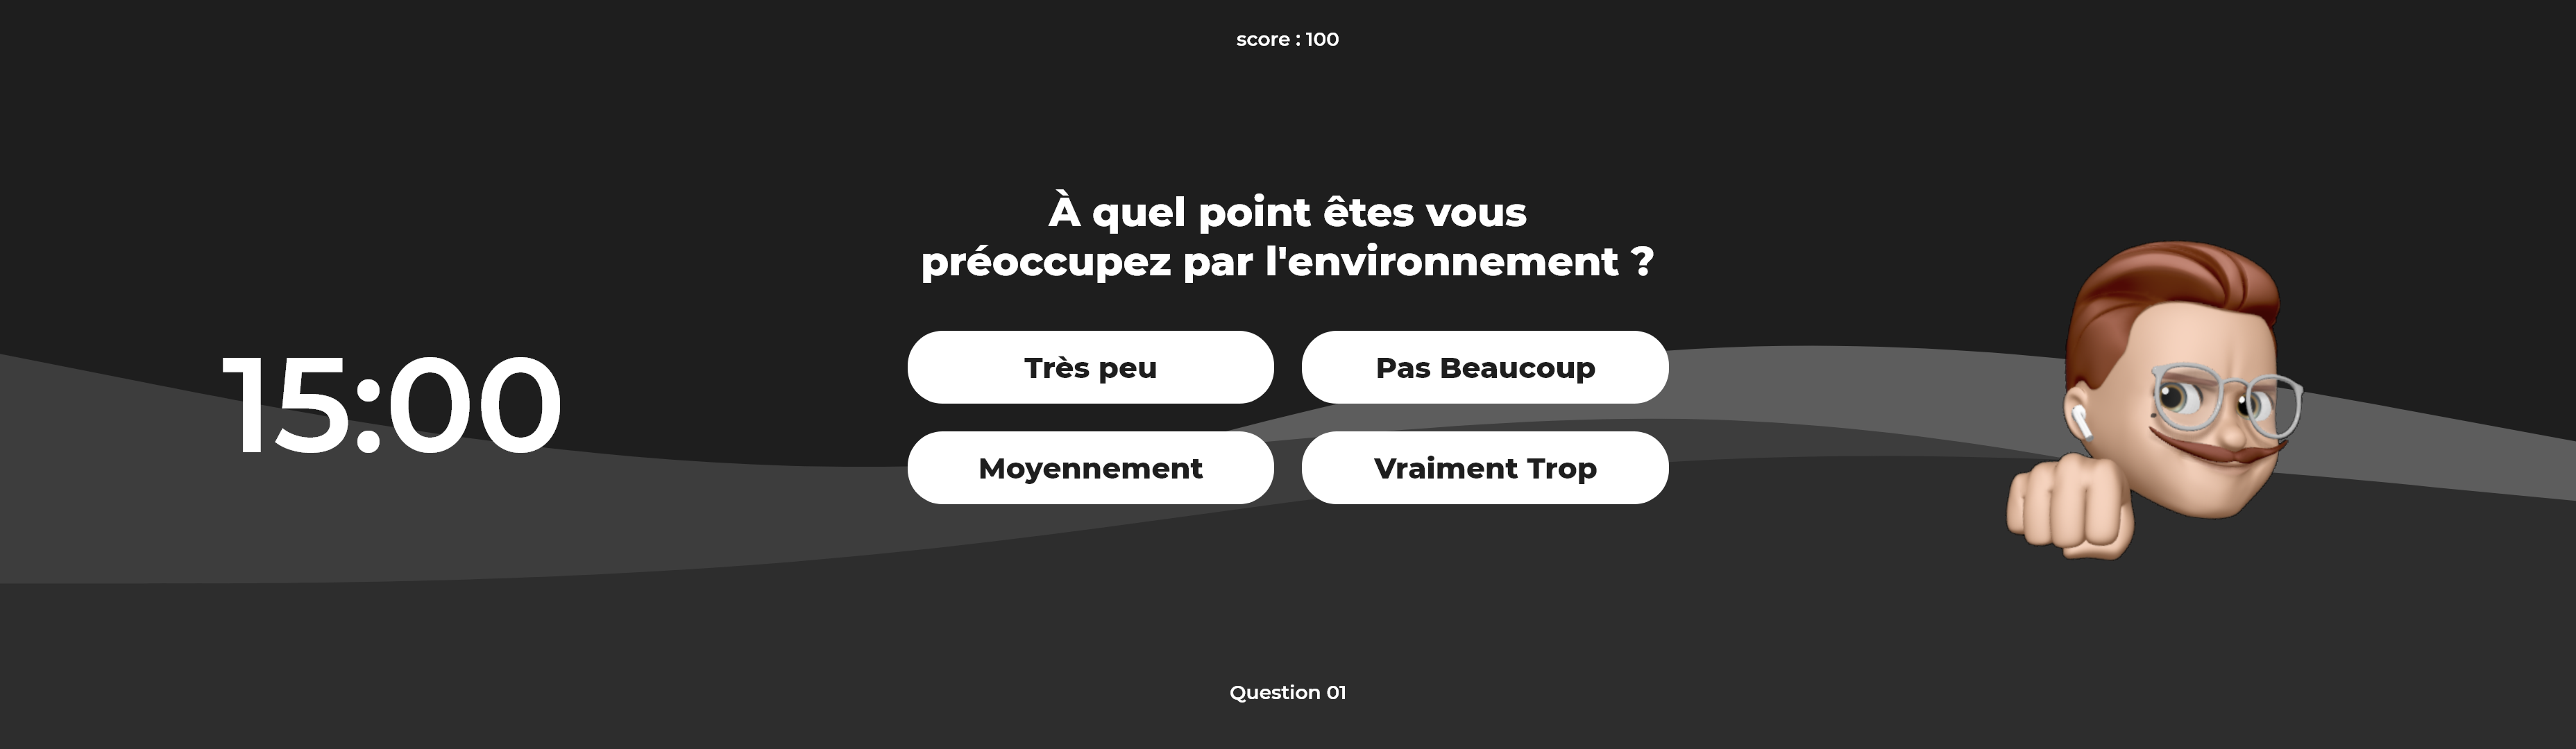 score : 100
À quel point êtes vous
préoccupez par l'environnement ?
15:00
Très peu
Pas Beaucoup
Moyennement
Vraiment Trop
Question 01